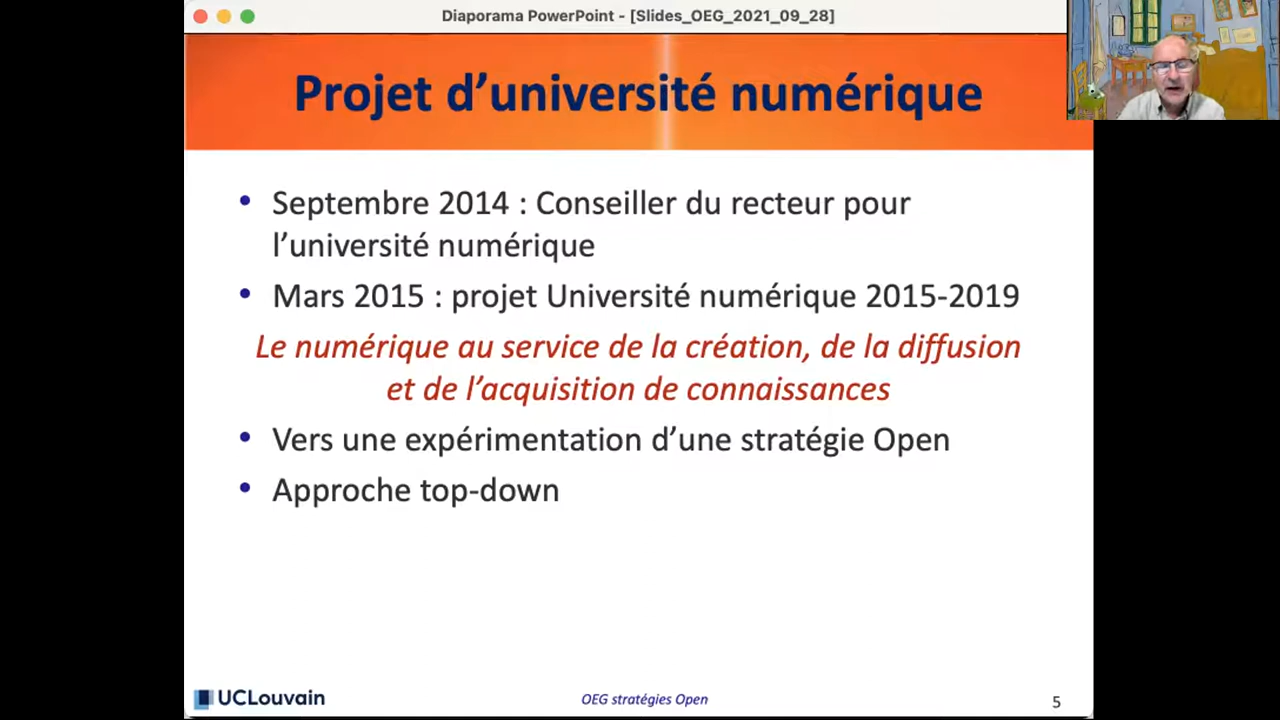 Diaporama PowerPoint - [Slides_OEG_2021_09_28]
Projet d’université numérique
• Septembre 2014 : Conseiller du recteur pour
l’université numérique
• Mars 2015 : projet Université numérique 2015-2019
Le numérique au service de la création, de la diffusion
et de l’acquisition de connaissances
• Vers une expérimentation d’une stratégie Open
• Approche top-down
UCLouvain
OEG stratégies Open
5